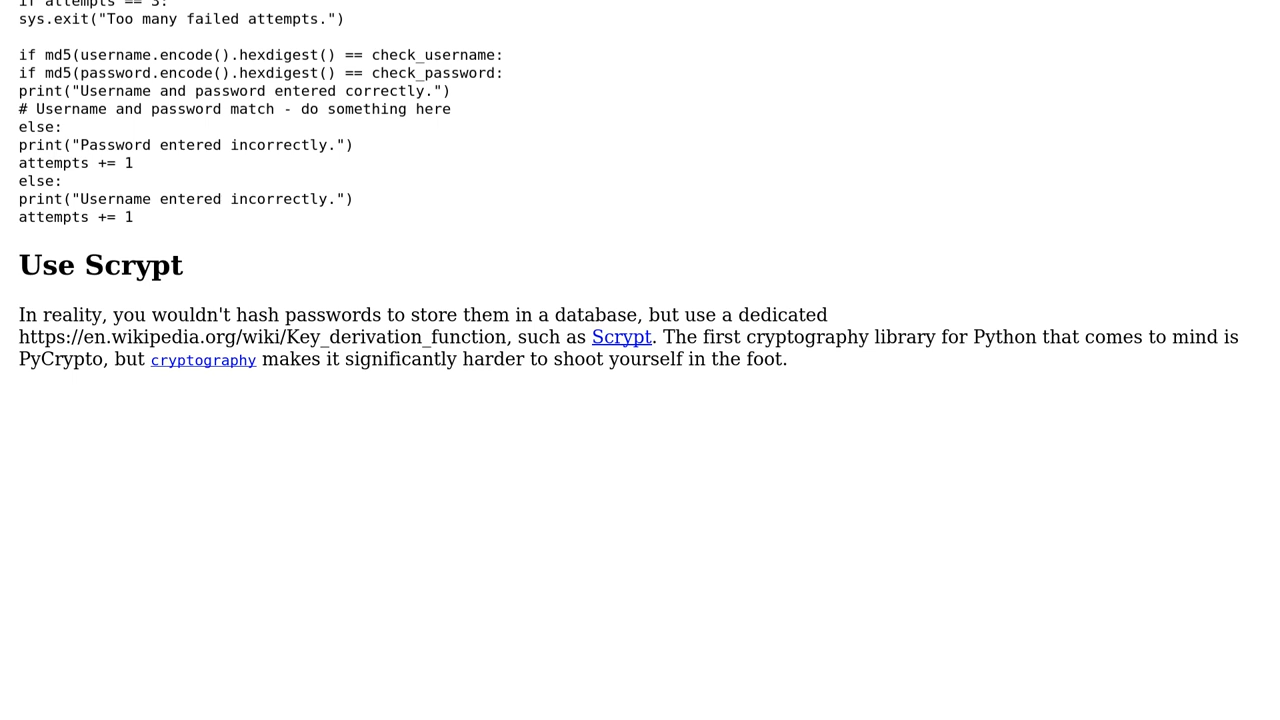 if attempts == 3:
sys.exit("Too many failed attempts.")
if md5(username.encode().hexdigest() == check_username:
if md5(password.encode().hexdigest() == check_password:
print("Username and password entered correctly.")
# Username and password match - do something here
else:
print("Password entered incorrectly.")
attempts += 1
else:
print("Username entered incorrectly.")
attempts += 1
Use Scrypt
In reality, you wouldn't hash passwords to store them in a database, but use a dedicated
https://en.wikipedia.org/wiki/Key_derivation_function, such as Scrypt. The first cryptography library for Python that comes to mind is
PyCrypto, but cryptography makes it significantly harder to shoot yourself in the foot.